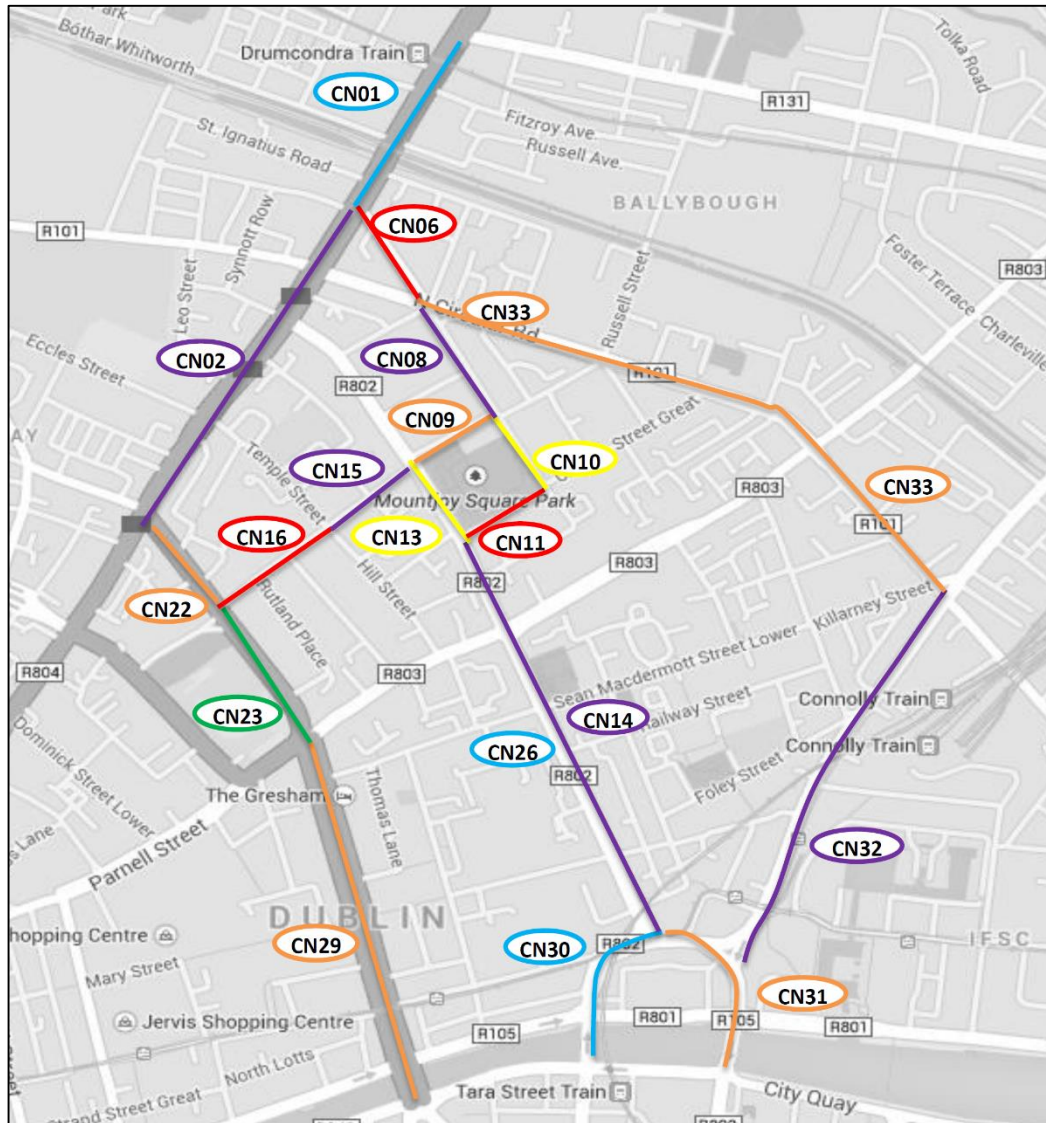 Park
Bóthar Whitworth
Drumcondra Train
Tolka Road
CN01
R131
St. Ignatius Road
Fitzroy Ave.
Russell Ave.
BALLYBOUGH
CN06
R101
Synnott Row
Leo Street
Russell Street
Foster Terrace
Charleville
R803
CN33
Eccles Street
CN02
CN08
R802
R101
CN09
Street Great
CN10
CN15
Temple Street
Mountjoy Square Park
R803
CN33
R101
CN16
CN13
CN11
Hill Street
R802
R803
Killarney Street
CN22
Rutland Place
Sean Macdermott Street Lower
R804
R803
CN23
CN14
Railway Street
Connolly Train
CN26
Connolly Train
Dominick Street Lower
R802
Foley Street
The Gresham
Thomas Lane
Lane
Parnell Street
CN32
DUBLIN
hopping Centre
CN29
CN30
R802
IFSC
Mary Street
CN31
Jervis Shopping Centre
R105
R801
R105
R801
North Lotts
Tara Street Train
City Quay
Strand Street Great